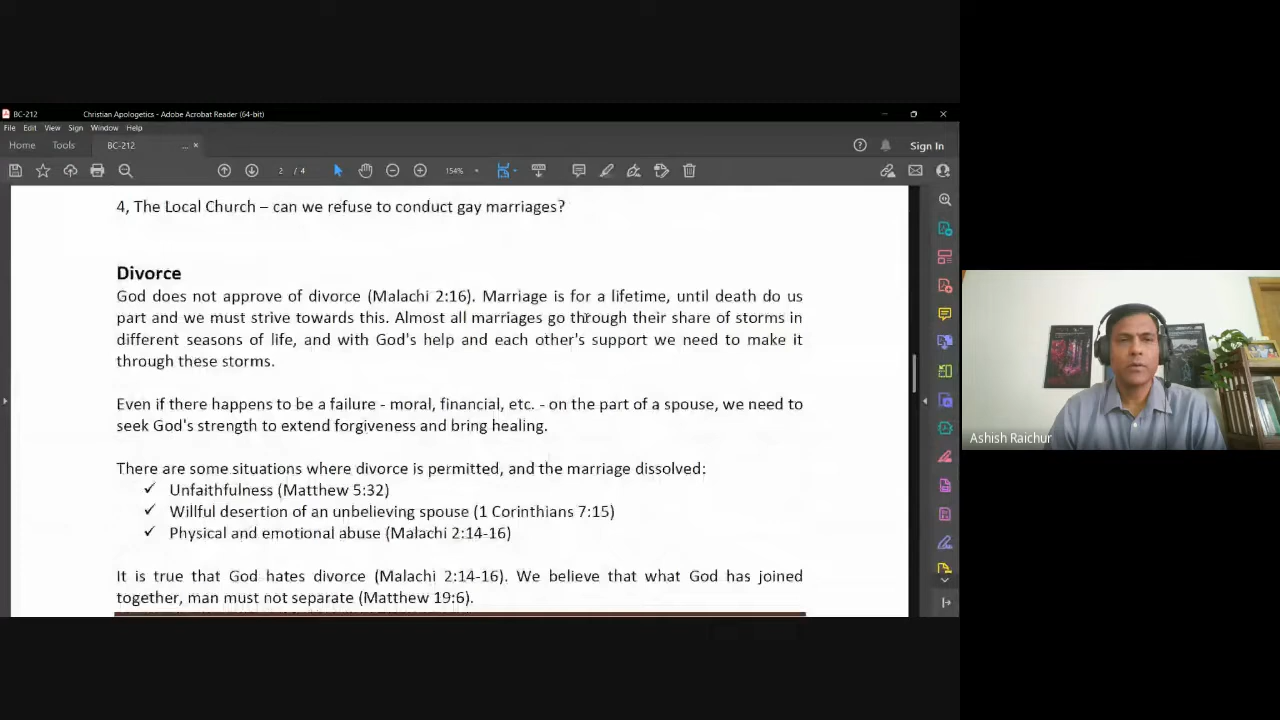 BC-212 Christian Apologetics - Adobe Acrobat Reader (64-bit)
File Edit View Sign Window Help
Home Tools BC-212 ... ×
Sign In
2 / 4 154%
4, The Local Church – can we refuse to conduct gay marriages?
Divorce
God does not approve of divorce (Malachi 2:16). Marriage is for a lifetime, until death do us
part and we must strive towards this. Almost all marriages go through their share of storms in
different seasons of life, and with God's help and each other's support we need to make it
through these storms.
Even if there happens to be a failure - moral, financial, etc. - on the part of a spouse, we need to
seek God's strength to extend forgiveness and bring healing.
There are some situations where divorce is permitted, and the marriage dissolved:
✓ Unfaithfulness (Matthew 5:32)
✓ Willful desertion of an unbelieving spouse (1 Corinthians 7:15)
✓ Physical and emotional abuse (Malachi 2:14-16)
It is true that God hates divorce (Malachi 2:14-16). We believe that what God has joined
together, man must not separate (Matthew 19:6).
Ashish Raichur